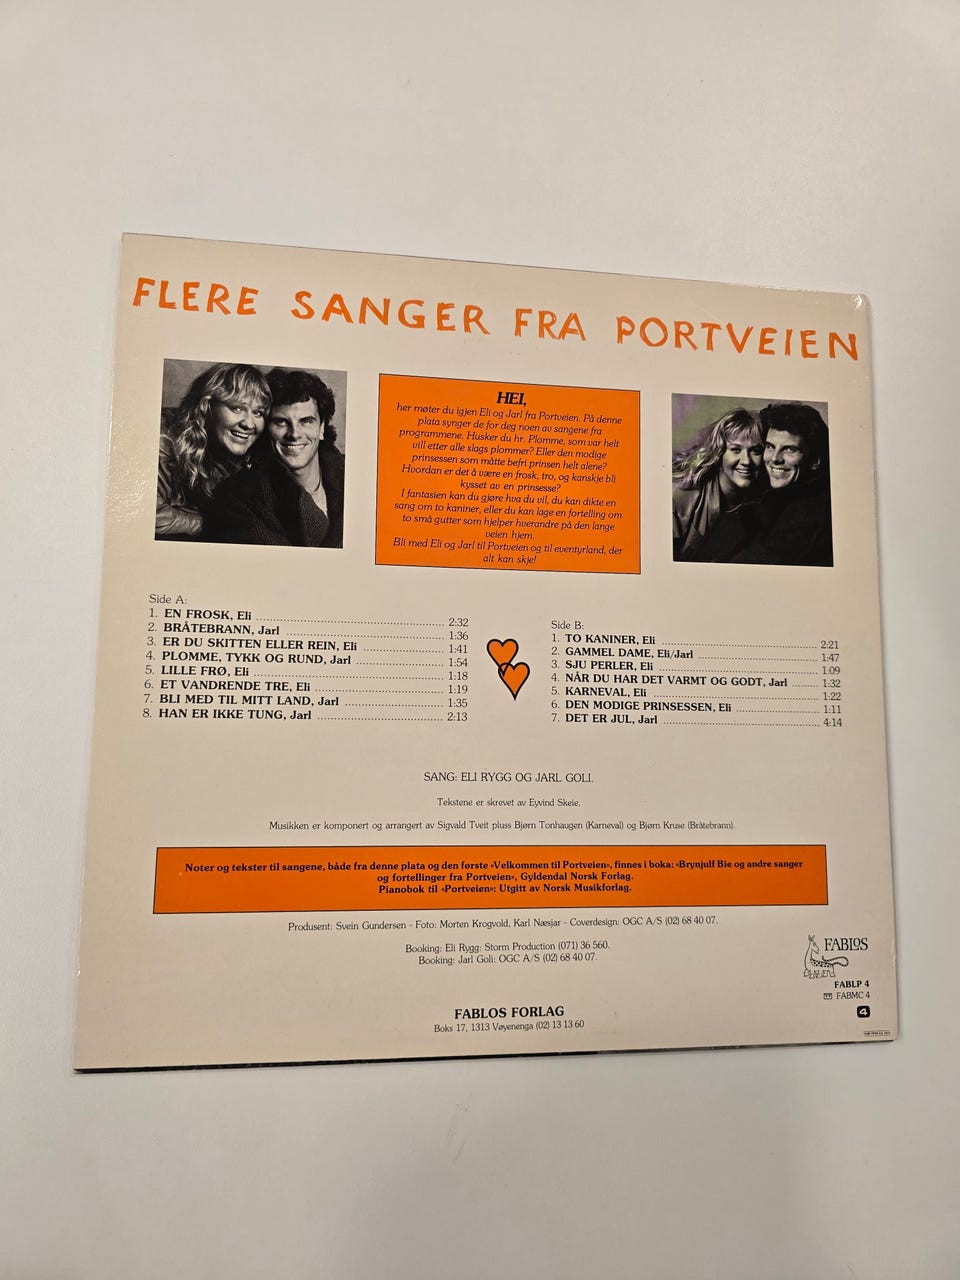 FLERE SANGER FRA PORTVEIEN
HEI,
her møter du igjen Eli og Jarl fra Portveien. På denne
plata synger de for deg noen av sangene fra
programmene. Husker du hr. Plomme, som var helt
vill etter alle slags plommer? Eller den modige
prinsessen som måtte befri prinsen helt alene?
Hvordan er det å være en frosk, tro, og kanskje bli
kysset av en prinsesse?
I fantasien kan du gjøre hva du vil, du kan dikte en
sang om to kaniner, eller du kan lage en fortelling om
to små gutter som hjelper hverandre på den lange
veien hjem.
Bli med Eli og Jarl til Portveien og til eventyrland, der
alt kan skje!
Side A:
1. EN FROSK, Eli 2:32
2. BRÅTEBRANN, Jarl 1:36
3. ER DU SKITTEN ELLER REIN, Eli 1:41
4. PLOMME, TYKK OG RUND, Jarl 1:54
5. LILLE FRØ, Eli 1:18
6. ET VANDRENDE TRE, Eli 1:19
7. BLI MED TIL MITT LAND, Jarl 1:35
8. HAN ER IKKE TUNG, Jarl 2:13
Side B:
1. TO KANINER, Eli 2:21
2. GAMMEL DAME, Eli/Jarl 1:47
3. SJU PERLER, Eli 1:09
4. NÅR DU HAR DET VARMT OG GODT, Jarl 1:32
5. KARNEVAL, Eli 1:22
6. DEN MODIGE PRINSESSEN, Eli 1:11
7. DET ER JUL, Jarl 4:14
SANG: ELI RYGG OG JARL GOLI.
Tekstene er skrevet av Eyvind Skeie.
Musikken er komponert og arrangert av Sigvald Tveit pluss Bjørn Tonhaugen (Karneval) og Bjørn Kruse (Bråtebrann).
Noter og tekster til sangene, både fra denne plata og den første «Velkommen til Portveien», finnes i boka: «Brynjulf Bie og andre sanger
og fortellinger fra Portveien», Gyldendal Norsk Forlag.
Pianobok til «Portveien»: Utgitt av Norsk Musikforlag.
Produsent: Svein Gundersen - Foto: Morten Krogvold, Karl Næsjar - Coverdesign: OGC A/S (02) 68 40 07.
Booking: Eli Rygg: Storm Production (071) 36 560.
Booking: Jarl Goli: OGC A/S (02) 68 40 07.
FABLOS
FABLP 4
FABMC 4
4
FABLOS FORLAG
Boks 17, 1313 Vøyenenga (02) 13 13 60